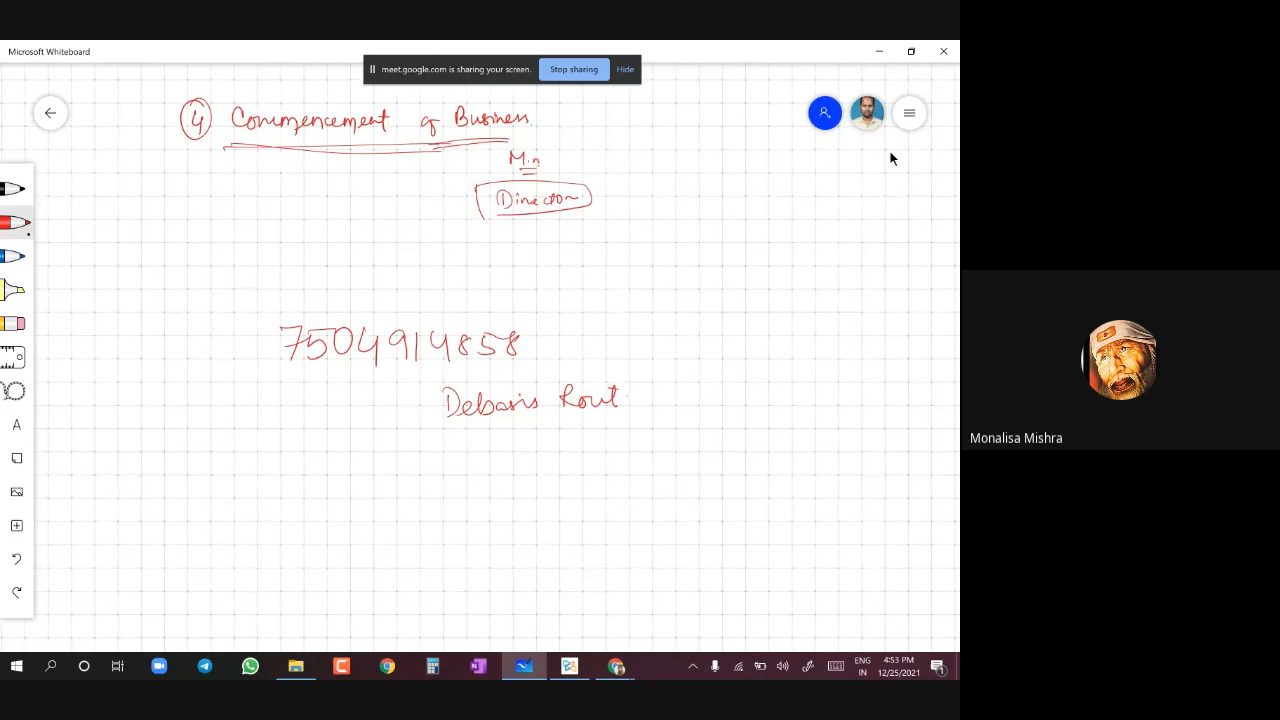 Microsoft Whiteboard
meet.google.com is sharing your screen.
Stop sharing
Hide
4 Commencement of Business.
Min
Director
7504914858
Debasis Rout
Monalisa Mishra
A
ENG
IN
4:53 PM
12/25/2021
1